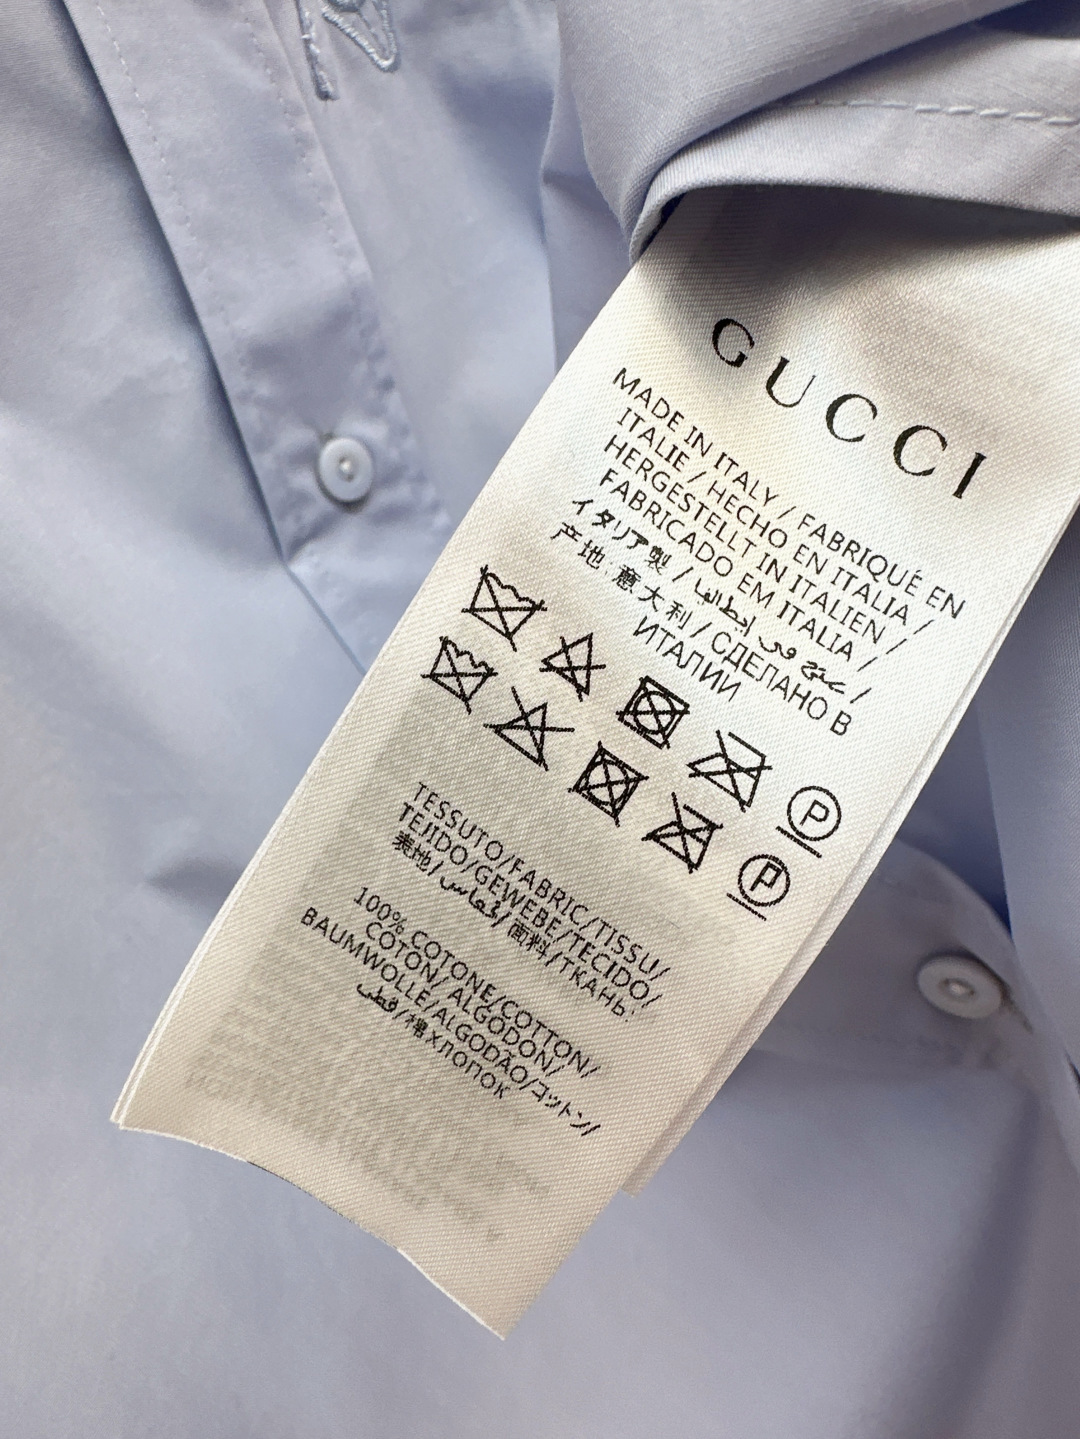 GUCCI
MADE IN ITALY / FABRIQUÉ EN
ITALIE / HECHO EN ITALIA /
HERGESTELLT IN ITALIEN /
FABRICADO EM ITALIA /
イタリア製 / صنع في إيطاليا /
产地 意大利 / СДЕЛАНО В
ИТАЛИИ
P
P
TESSUTO/FABRIC/TISSU/
TEJIDO/GEWEBE/TECIDO/
表地/قماش/面料/ТКАНЬ:
100% COTONE/COTTON/
COTON/ ALGODON/
BAUMWOLLE/ALGODÃO/コットン/
قطن/棉 ХЛОПОК